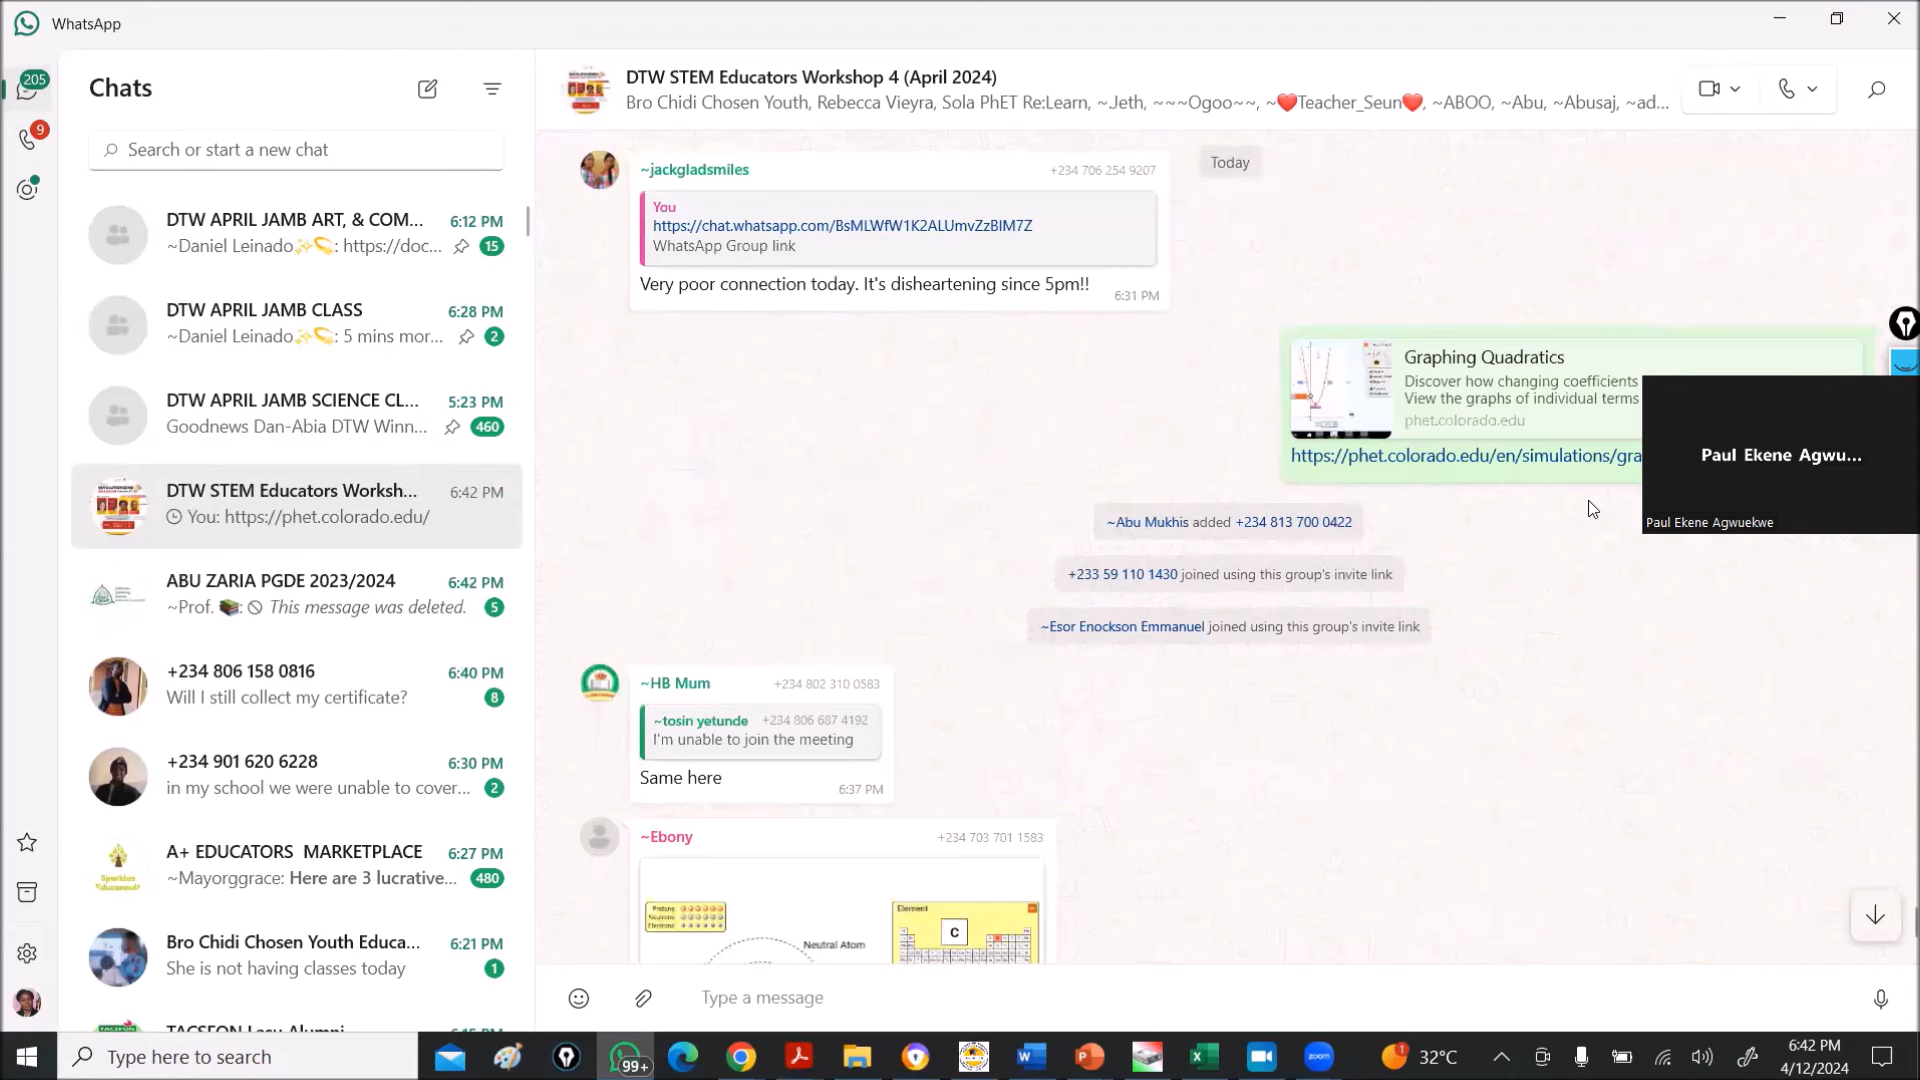 WhatsApp
205
9
Chats
Search or start a new chat
DTW APRIL JAMB ART, & COM... 6:12 PM
~Daniel Leinado✨💫: https://doc... 15
DTW APRIL JAMB CLASS 6:28 PM
~Daniel Leinado✨💫: 5 mins mor... 2
DTW APRIL JAMB SCIENCE CL... 5:23 PM
Goodnews Dan-Abia DTW Winn... 460
DTW STEM Educators Worksh... 6:42 PM
You: https://phet.colorado.edu/
ABU ZARIA PGDE 2023/2024 6:42 PM
~Prof. 📚: 🚫 This message was deleted. 5
+234 806 158 0816 6:40 PM
Will I still collect my certificate? 8
+234 901 620 6228 6:30 PM
in my school we were unable to cover... 2
A+ EDUCATORS MARKETPLACE 6:27 PM
~Mayorggrace: Here are 3 lucrative... 480
Bro Chidi Chosen Youth Educa... 6:21 PM
She is not having classes today 1
DTW STEM Educators Workshop 4 (April 2024)
Bro Chidi Chosen Youth, Rebecca Vieyra, Sola PhET Re:Learn, ~Jeth, ~~~Ogoo~~, ~❤️Teacher_Seun❤️, ~ABOO, ~Abu, ~Abusaj, ~ad...
Today
~jackgladsmiles +234 706 254 9207
You
https://chat.whatsapp.com/BsMLWfW1K2ALUmvZzBIM7Z
WhatsApp Group link
Very poor connection today. It's disheartening since 5pm!!
6:31 PM
Graphing Quadratics
Discover how changing coefficients
View the graphs of individual terms
phet.colorado.edu
https://phet.colorado.edu/en/simulations/gra
Paul Ekene Agwu...
Paul Ekene Agwuekwe
~Abu Mukhis added +234 813 700 0422
+233 59 110 1430 joined using this group's invite link
~Esor Enockson Emmanuel joined using this group's invite link
~HB Mum +234 802 310 0583
~tosin yetunde +234 806 687 4192
I'm unable to join the meeting
Same here
6:37 PM
~Ebony +234 703 701 1583
Protons
Neutrons
Electrons
Neutral Atom
Element
C
Type a message
Type here to search
99+
zoom
32°C
6:42 PM
4/12/2024